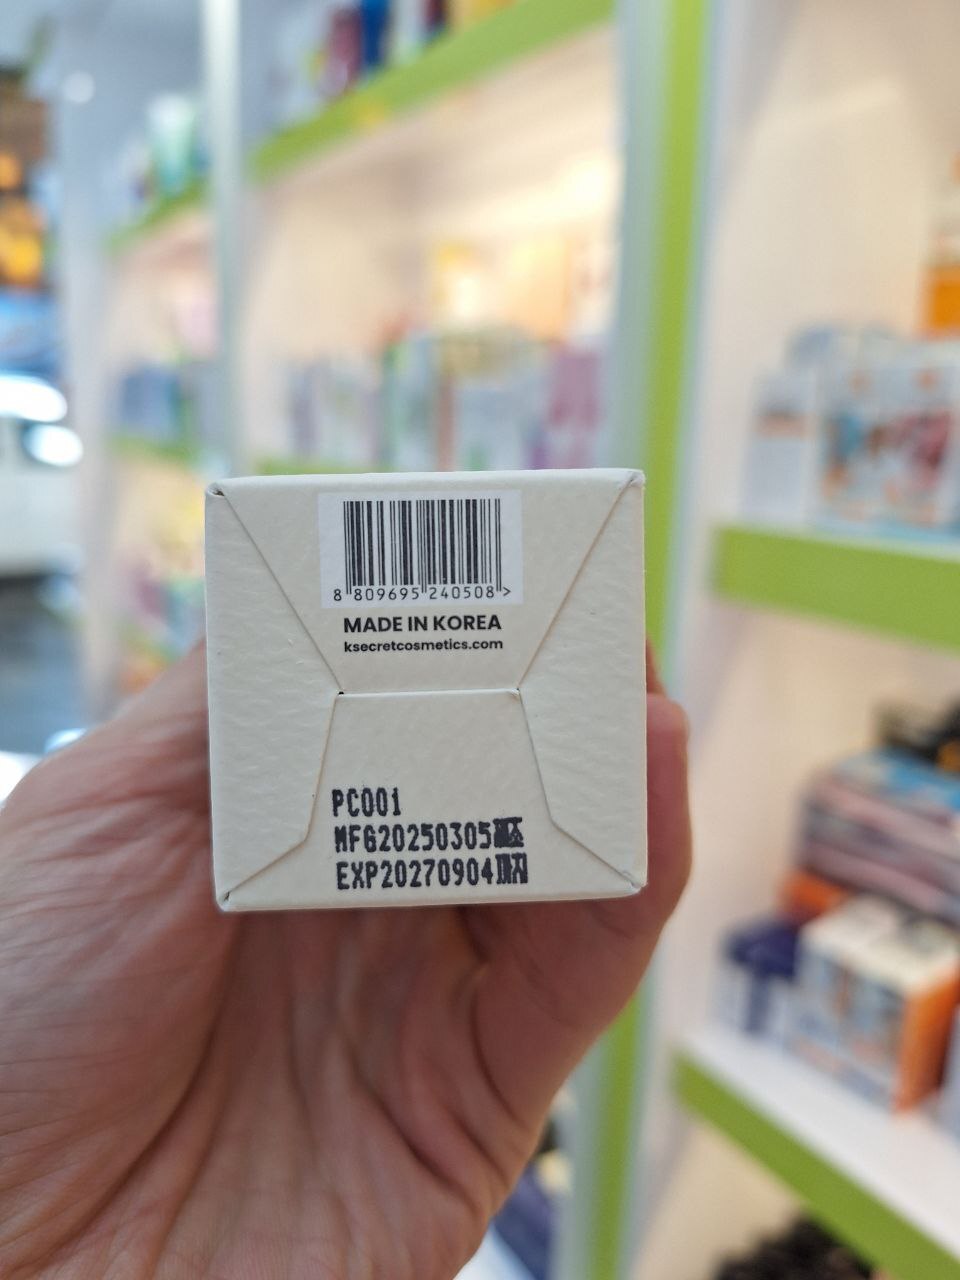 8 809695 240508 >
MADE IN KOREA
ksecretcosmetics.com
PC001
MFG20250305
EXP20270904